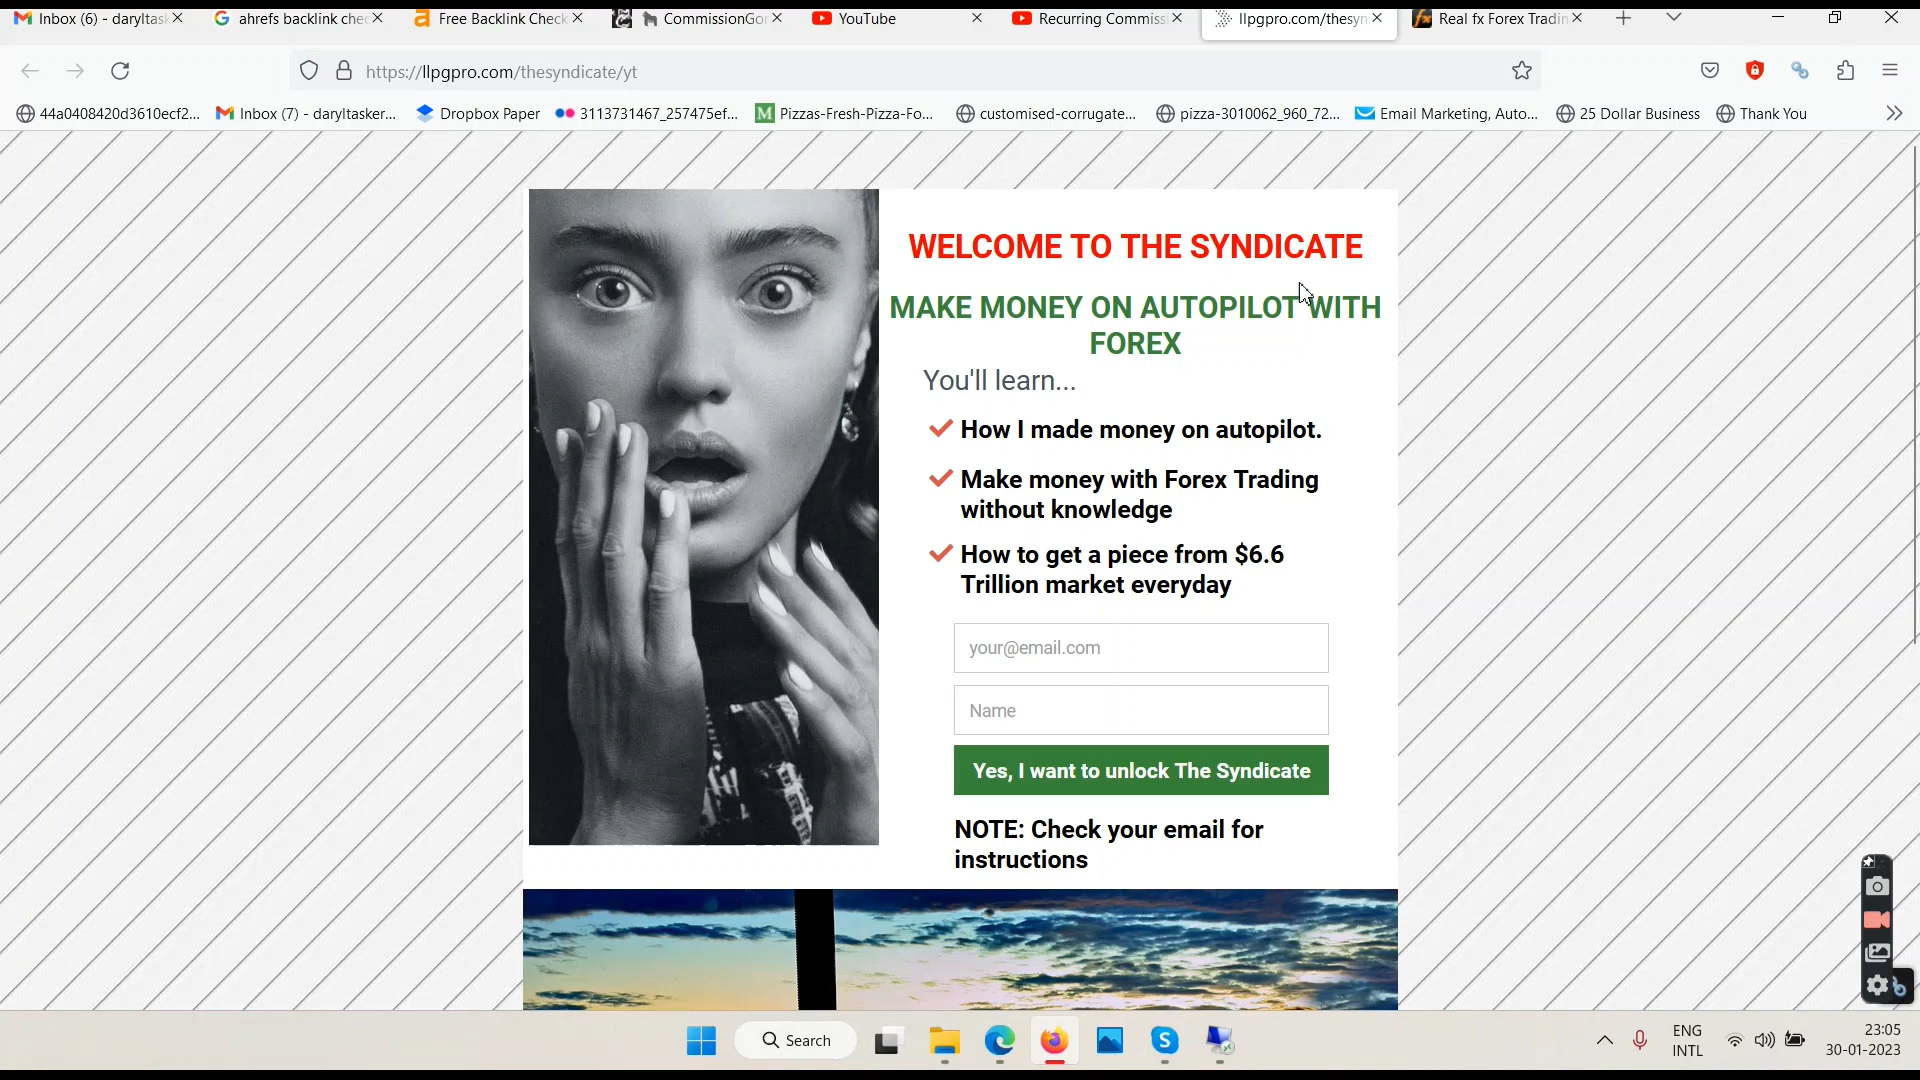 Inbox (6) - daryltask
ahrefs backlink chec
Free Backlink Check
CommissionGor
YouTube
Recurring Commiss
llpgpro.com/thesyn
Real fx Forex Tradin
https://llpgpro.com/thesyndicate/yt
44a0408420d3610ecf2...
Inbox (7) - daryltasker...
Dropbox Paper
3113731467_257475ef...
Pizzas-Fresh-Pizza-Fo...
customised-corrugate...
pizza-3010062_960_72...
Email Marketing, Auto...
25 Dollar Business
Thank You
WELCOME TO THE SYNDICATE
MAKE MONEY ON AUTOPILOT WITH
FOREX
You'll learn...
How I made money on autopilot.
Make money with Forex Trading
without knowledge
How to get a piece from $6.6
Trillion market everyday
your@email.com
Name
Yes, I want to unlock The Syndicate
NOTE: Check your email for
instructions
Search
ENG
INTL
23:05
30-01-2023